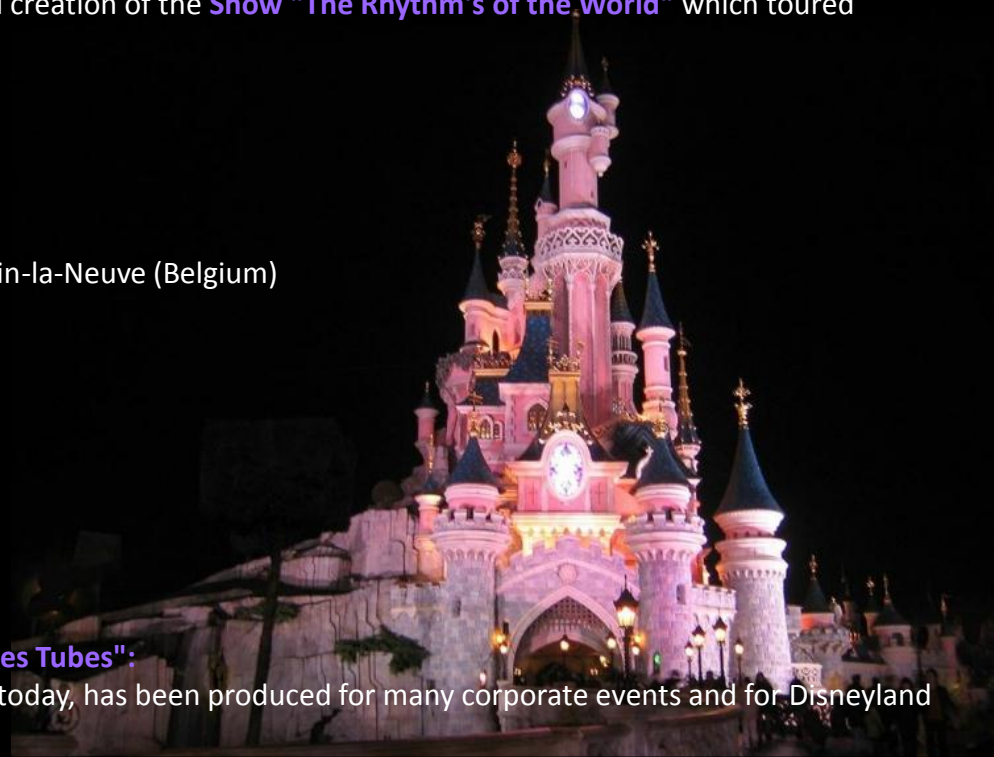 creation of the Show "The Rhythm's of the World" which toured
in-la-Neuve (Belgium)
es Tubes":
today, has been produced for many corporate events and for Disneyland